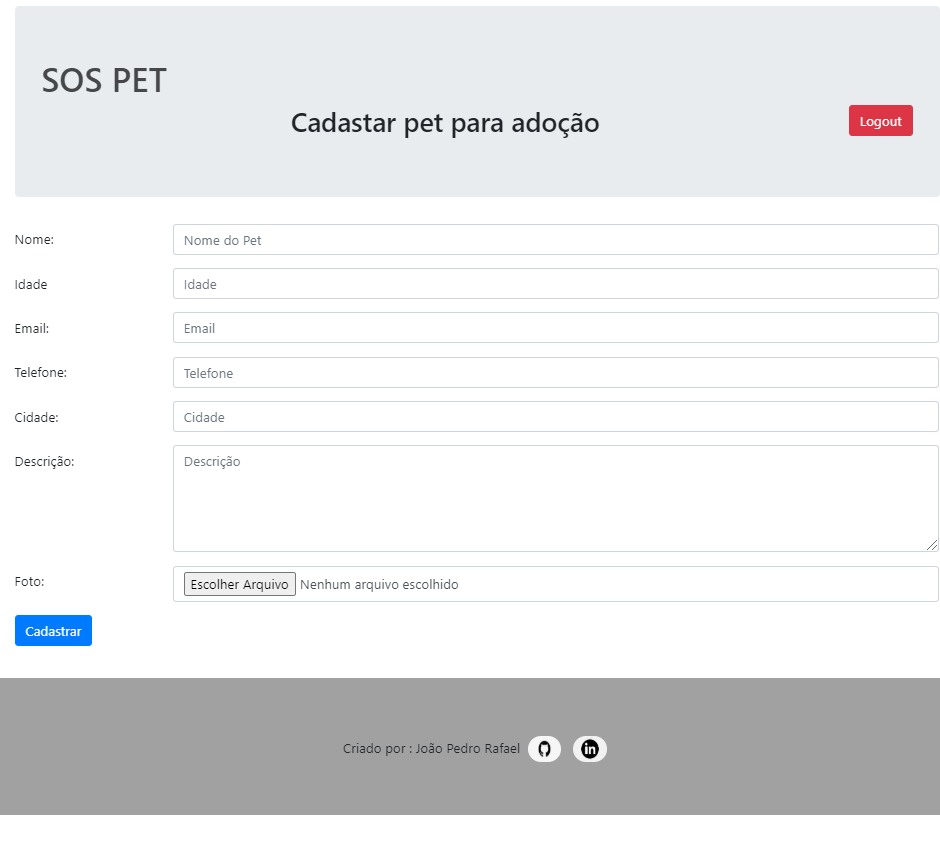 SOS PET
Cadastar pet para adoção
Logout
Nome: Nome do Pet
Idade Idade
Email: Email
Telefone: Telefone
Cidade: Cidade
Descrição: Descrição
Foto: Escolher Arquivo Nenhum arquivo escolhido
Cadastrar
Criado por : João Pedro Rafael in